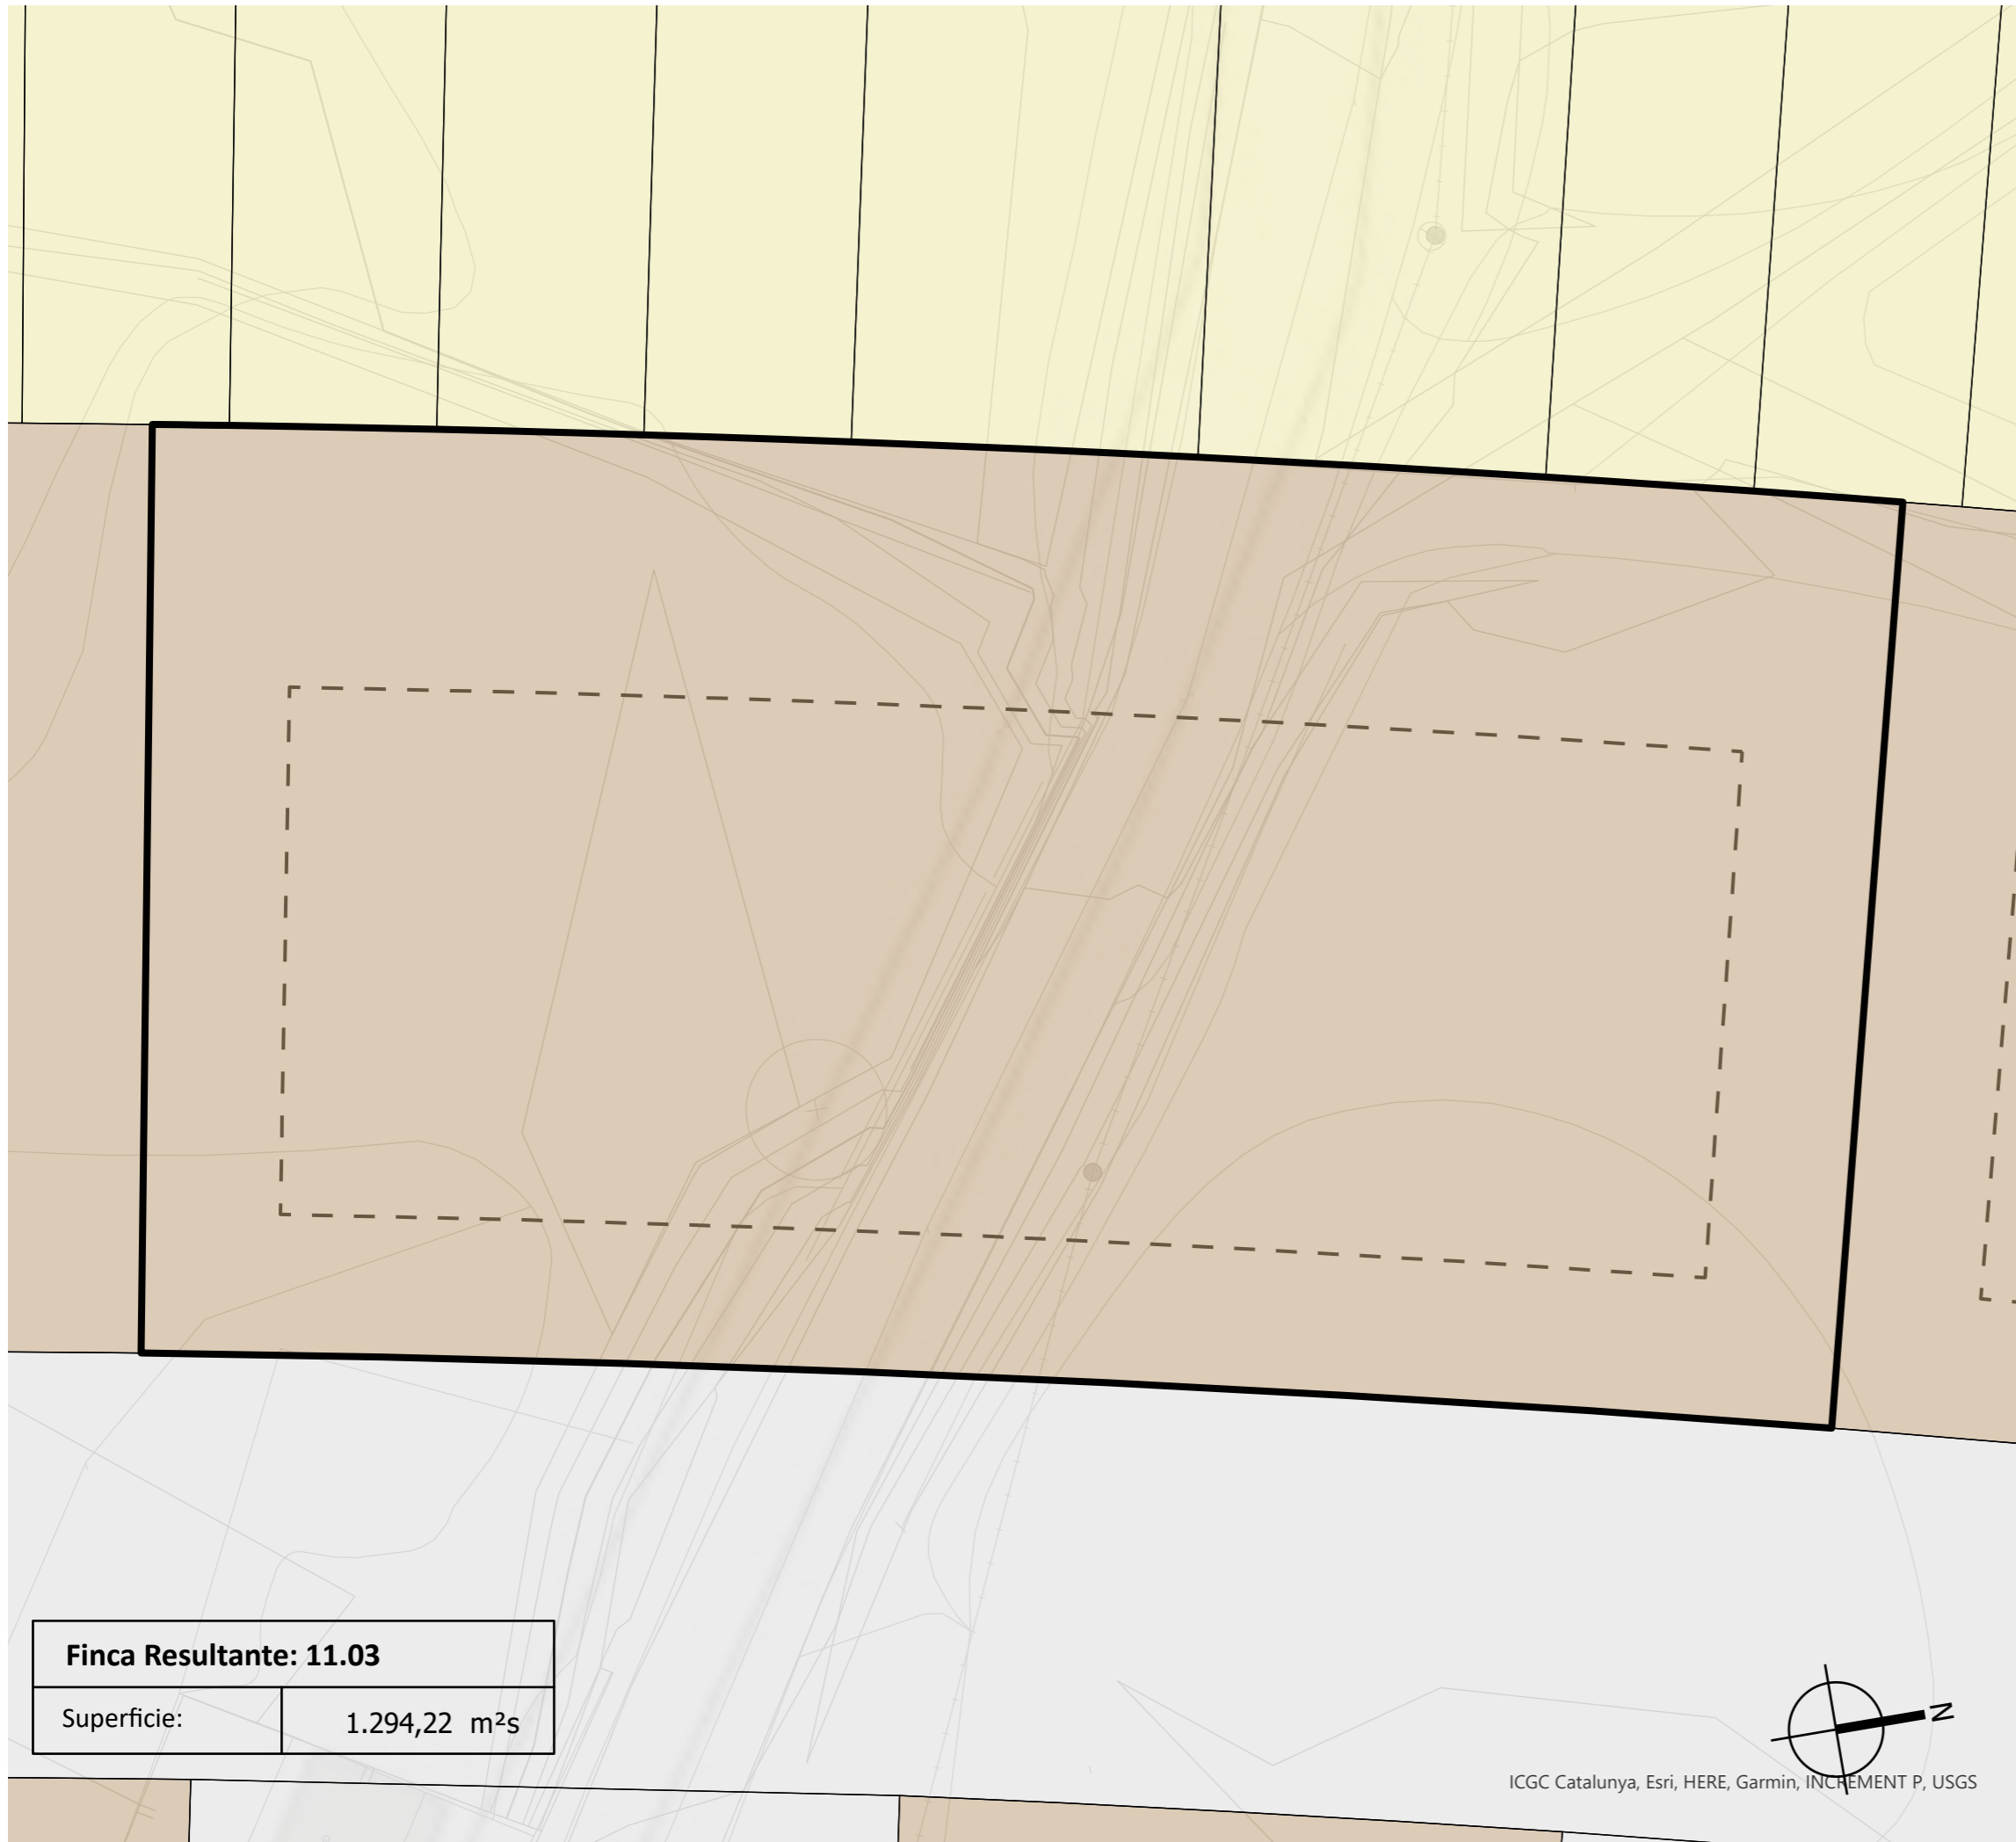 Finca Resultante: 11.03
Superficie: 1.294,22 m²s
N
ICGC Catalunya, Esri, HERE, Garmin, INCREMENT P, USGS